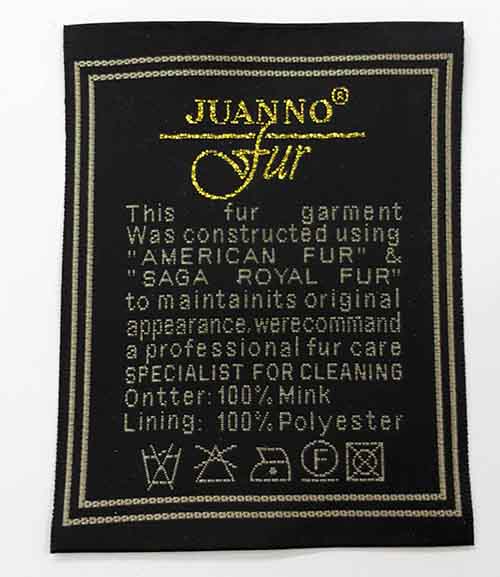 JUANNO®
fur
This fur garment
Was constructed using
"AMERICAN FUR" &
"SAGA ROYAL FUR"
to maintainits original
appearance,werecommand
a professional fur care
SPECIALIST FOR CLEANING
Ontter: 100% Mink
Lining: 100% Polyester
F